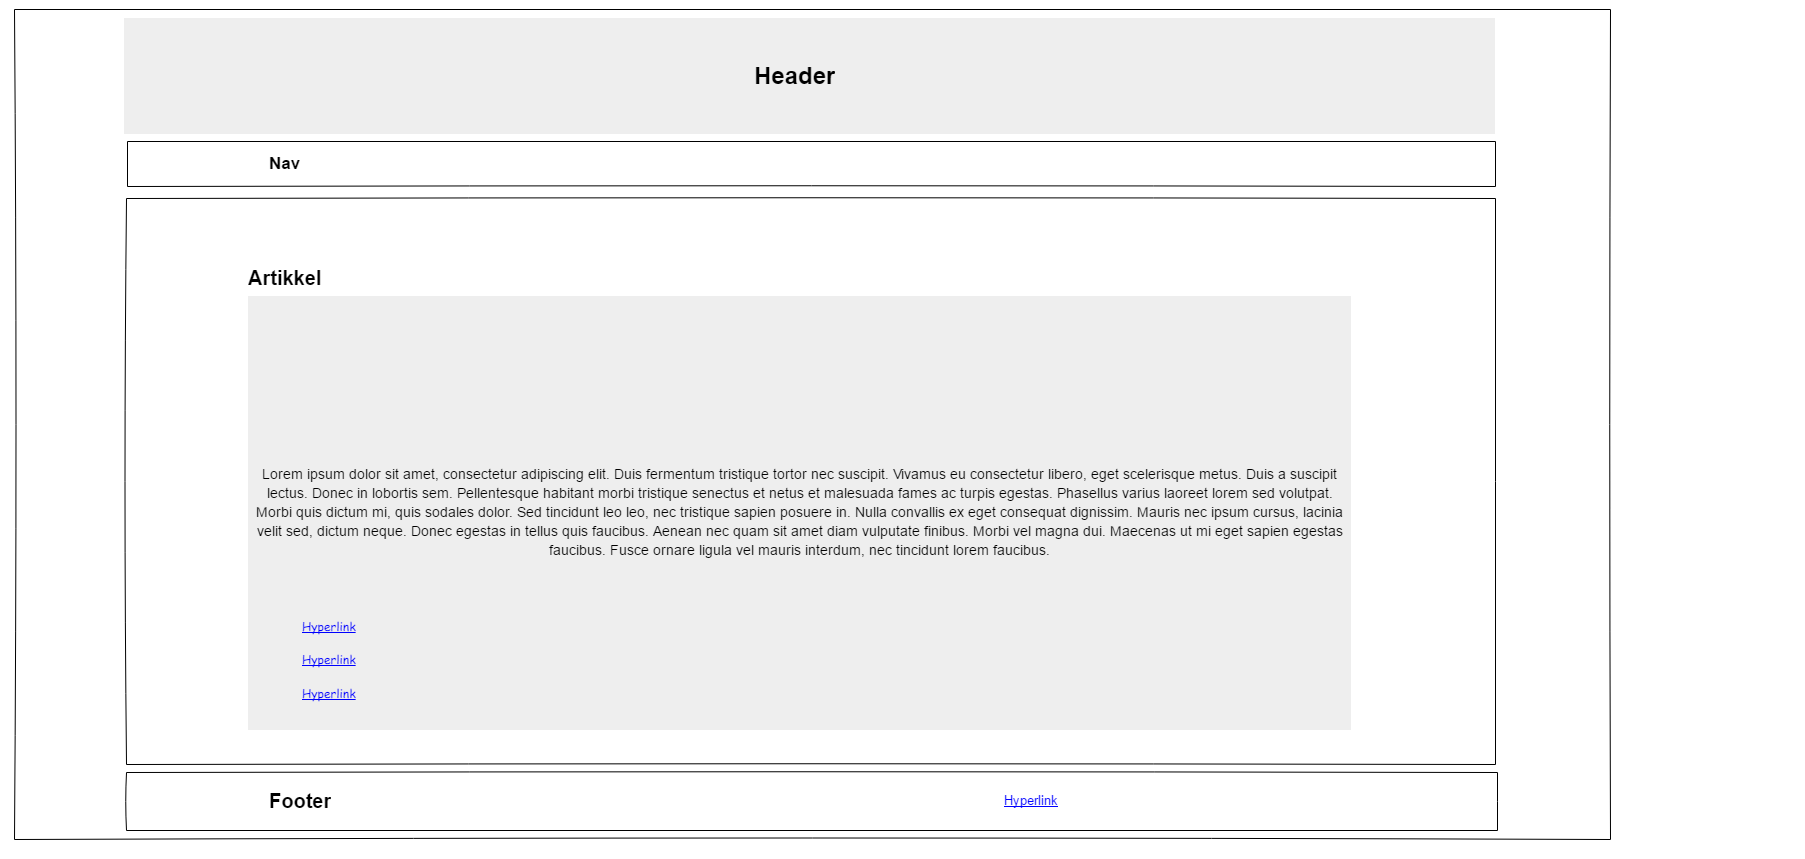 Header
Nav
Artikkel
Lorem ipsum dolor sit amet, consectetur adipiscing elit. Duis fermentum tristique tortor nec suscipit. Vivamus eu consectetur libero, eget scelerisque metus. Duis a suscipit
lectus. Donec in lobortis sem. Pellentesque habitant morbi tristique senectus et netus et malesuada fames ac turpis egestas. Phasellus varius laoreet lorem sed volutpat.
Morbi quis dictum mi, quis sodales dolor. Sed tincidunt leo leo, nec tristique sapien posuere in. Nulla convallis ex eget consequat dignissim. Mauris nec ipsum cursus, lacinia
velit sed, dictum neque. Donec egestas in tellus quis faucibus. Aenean nec quam sit amet diam vulputate finibus. Morbi vel magna dui. Maecenas ut mi eget sapien egestas
faucibus. Fusce ornare ligula vel mauris interdum, nec tincidunt lorem faucibus.
Hyperlink
Hyperlink
Hyperlink
Footer Hyperlink